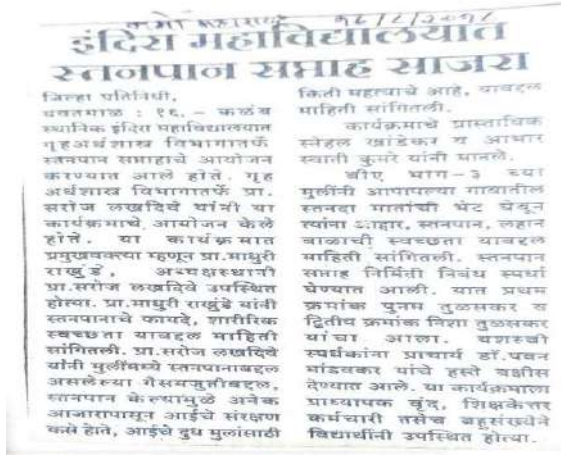 १८/८/२०१८
इंदिरा महाविद्यालयात
स्तनपान सप्ताह साजरा
जिल्हा प्रतिनिधी,
यवतमाळ : १६. – कळंब
स्थानिक इंदिरा महाविद्यालयात
गृहअर्थशास्त्र विभागातर्फे
स्तनपान सप्ताहाचे आयोजन
करण्यात आले होते. गृह
अर्थशास्त्र विभागातर्फे प्रा.
सरोज लखदिवे यांनी या
कार्यक्रमाचे आयोजन केले
होते. या कार्यक्रमात
प्रमुखवक्त्या म्हणून प्रा.माधुरी
राखुंडे, अध्यक्षस्थानी
प्रा.सरोज लखदिवे उपस्थित
होत्या. प्रा.माधुरी राखुंडे यांनी
स्तनपानाचे फायदे, शारीरिक
स्वच्छता याबद्दल माहिती
सांगितली. प्रा.सरोज लखदिवे
यांनी मुलींमध्ये स्तनपानाबद्दल
असलेल्या गैरसमजुतीबद्दल,
स्तनपान केल्यामुळे अनेक
आजारापासून आईचे संरक्षण
कसे होते, आईचे दुध मुलांसाठी
किती महत्वाचे आहे, याबद्दल
माहिती सांगितली.
कार्यक्रमाचे प्रास्ताविक
स्नेहल खांडेकर व आभार
स्वाती कुमरे यांनी मानले.
बीए भाग-३ च्या
मुलींनी आपापल्या गावातील
स्तनदा मातांची भेट घेवून
त्यांना आहार, स्तनपान, लहान
बाळाची स्वच्छता याबद्दल
माहिती सांगितली. स्तनपान
सप्ताह निर्मिती निबंध स्पर्धा
घेण्यात आली. यात प्रथम
क्रमांक पुनम तुळसकर व
द्वितीय क्रमांक निशा तुळसकर
यांचा आला. यशस्वी
स्पर्धकांना प्राचार्य डॉ.पवन
मांडवकर यांचे हस्ते बक्षीस
देण्यात आले. या कार्यक्रमाला
प्राध्यापक वृंद, शिक्षकेत्तर
कर्मचारी तसेच बहुसंख्येने
विद्यार्थीनी उपस्थित होत्या.